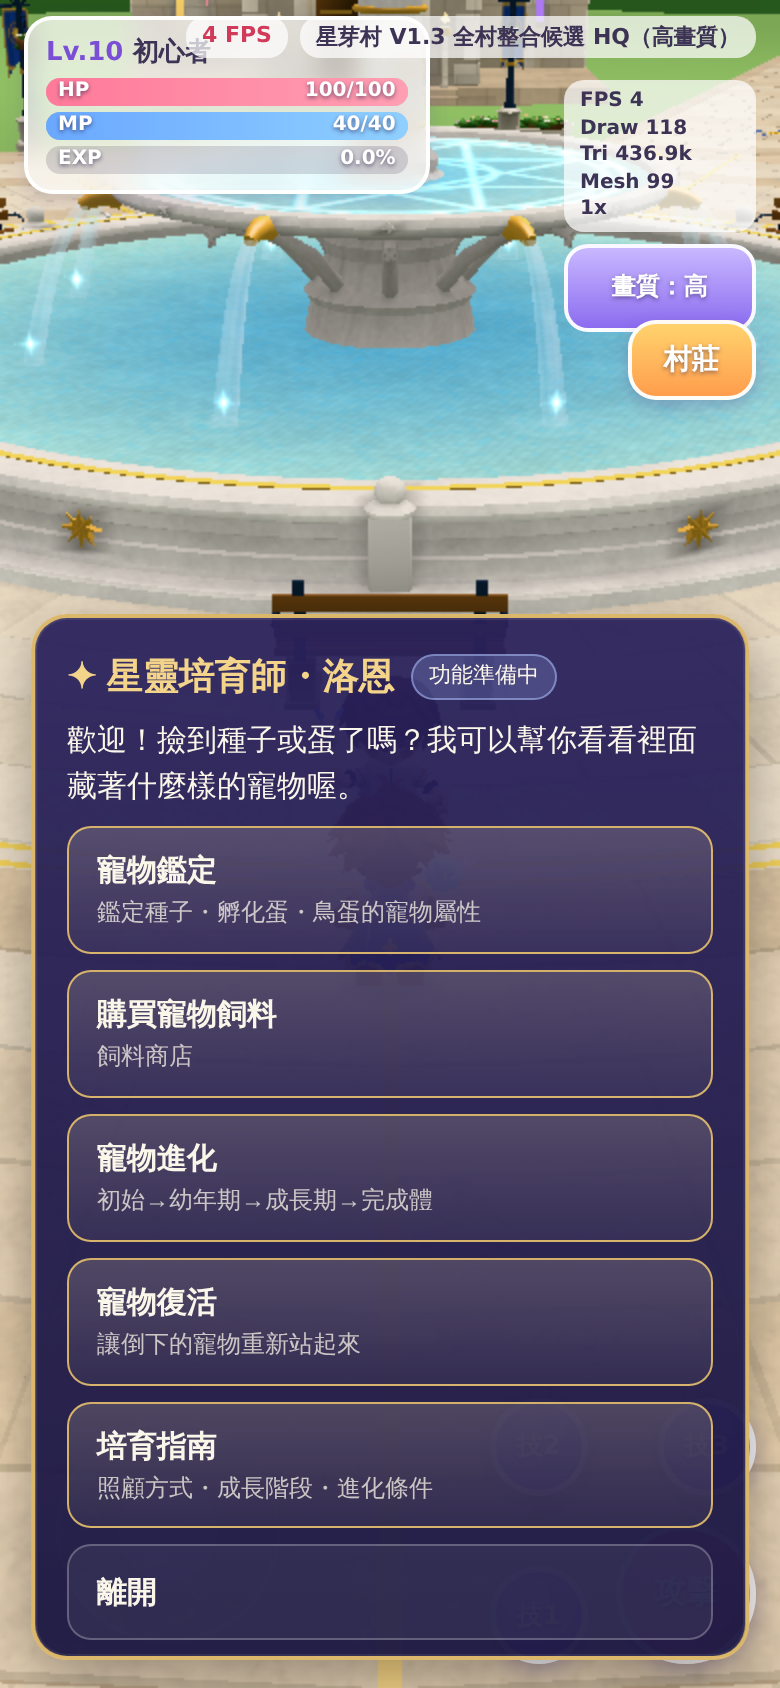 Lv.10 初心者
4 FPS
星芽村 V1.3 全村整合候選 HQ（高畫質）
HP 100/100
MP 40/40
EXP 0.0%
FPS 4
Draw 118
Tri 436.9k
Mesh 99
1x
畫質：高
村莊
✦ 星靈培育師・洛恩 功能準備中
歡迎！撿到種子或蛋了嗎？我可以幫你看看裡面
藏著什麼樣的寵物喔。
寵物鑑定
鑑定種子・孵化蛋・鳥蛋的寵物屬性
購買寵物飼料
飼料商店
寵物進化
初始→幼年期→成長期→完成體
寵物復活
讓倒下的寵物重新站起來
培育指南
照顧方式・成長階段・進化條件
離開
技2
技3
技1
攻擊